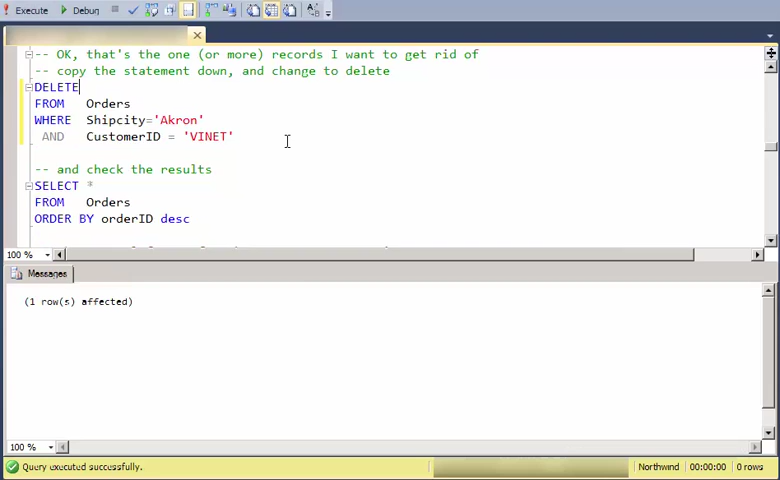 Execute Debug
-- OK, that's the one (or more) records I want to get rid of
-- copy the statement down, and change to delete
DELETE
FROM Orders
WHERE Shipcity='Akron'
AND CustomerID = 'VINET'
-- and check the results
SELECT *
FROM Orders
ORDER BY orderID desc
100 %
Messages
(1 row(s) affected)
100 %
Query executed successfully. Northwind 00:00:00 0 rows